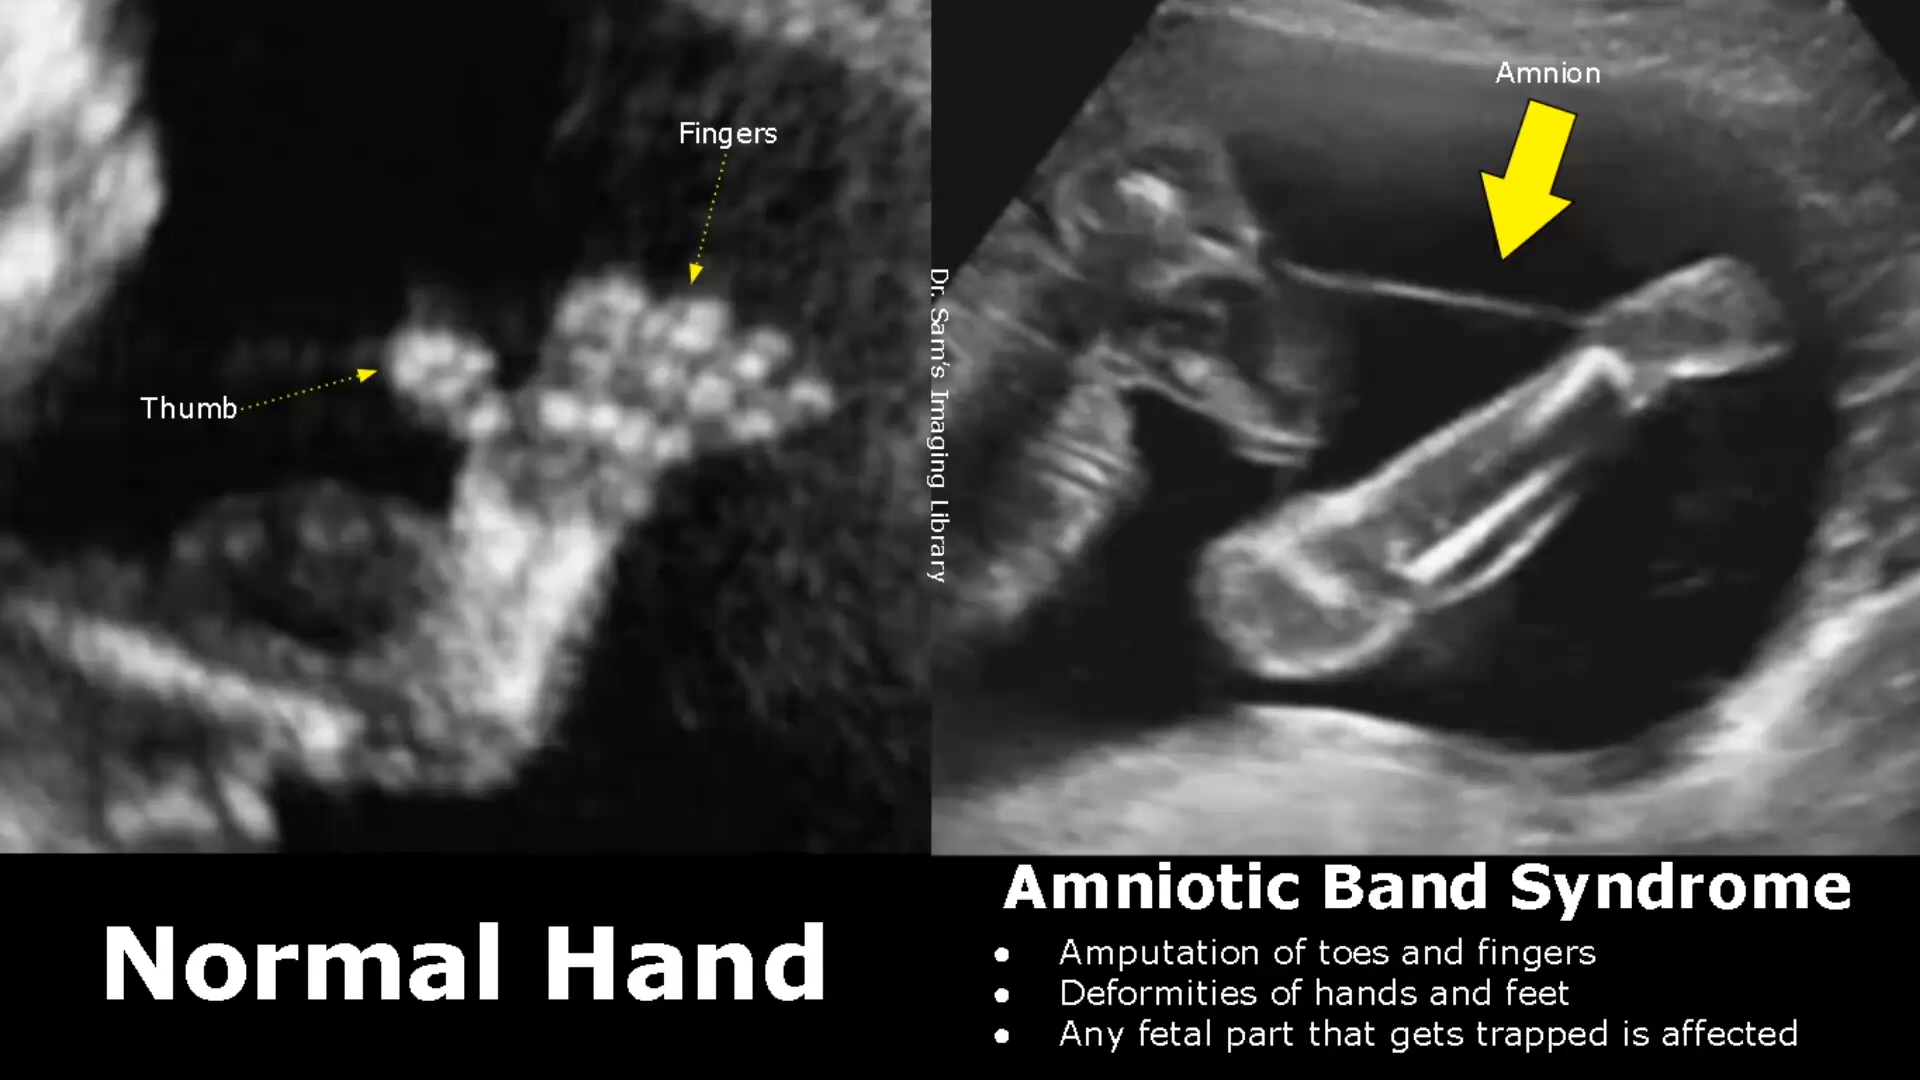 Fingers
Thumb
Normal Hand
Dr. Sam's Imaging Library
Amnion
Amniotic Band Syndrome
• Amputation of toes and fingers
• Deformities of hands and feet
• Any fetal part that gets trapped is affected